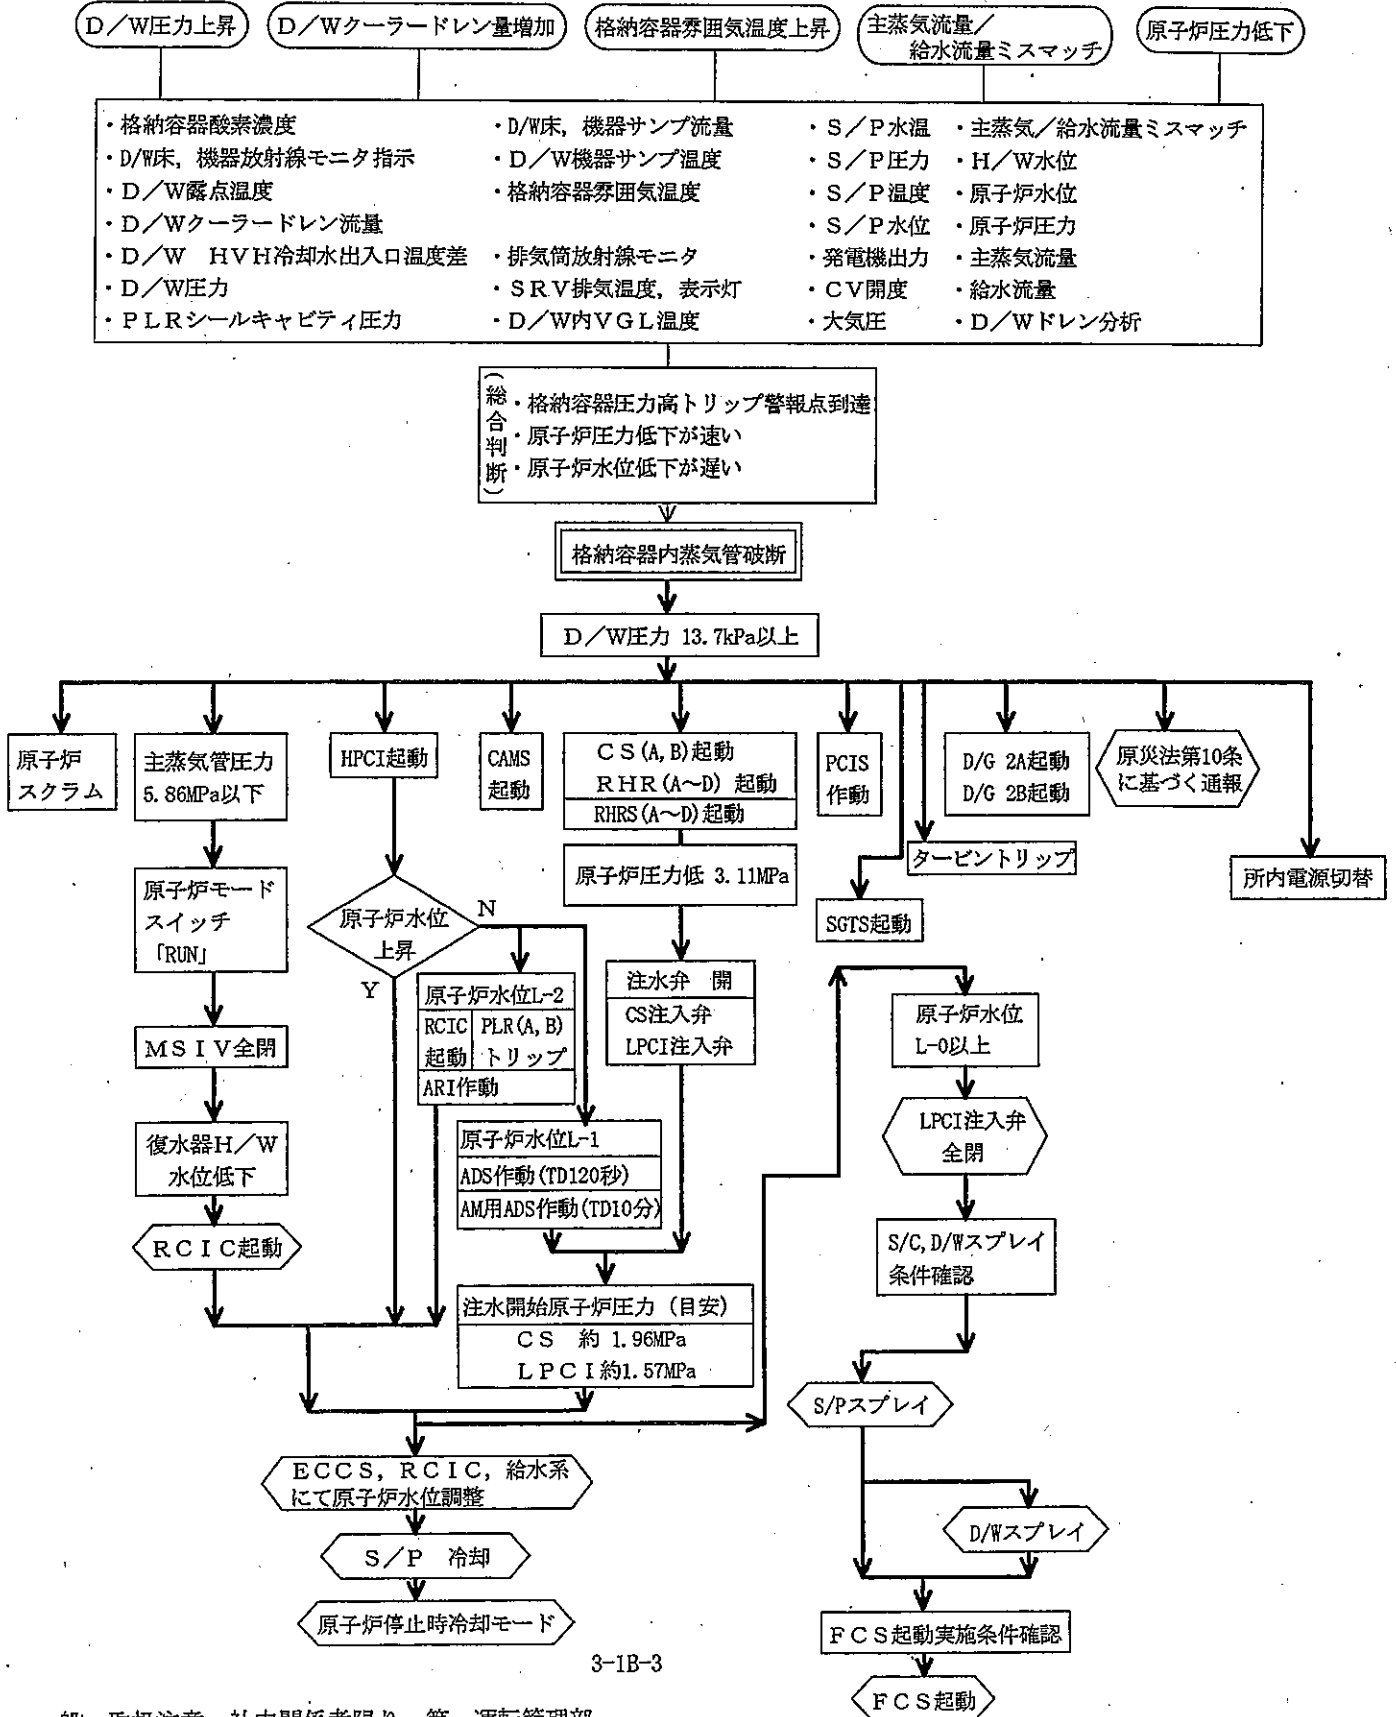 D/W圧力上昇
D/Wクーラードレン量増加
格納容器雰囲気温度上昇
主蒸気流量/
給水流量ミスマッチ
原子炉圧力低下
・格納容器酸素濃度
・D/W床,機器放射線モニタ指示
・D/W露点温度
・D/Wクーラードレン流量
・D/W HVH冷却水出入口温度差
・D/W圧力
・PLRシールキャビティ圧力
・D/W床,機器サンプ流量
・D/W機器サンプ温度
・格納容器雰囲気温度
・排気筒放射線モニタ
・SRV排気温度,表示灯
・D/W内VGL温度
・S/P水温
・S/P圧力
・S/P温度
・S/P水位
・発電機出力
・CV開度
・大気圧
・主蒸気/給水流量ミスマッチ
・H/W水位
・原子炉水位
・原子炉圧力
・主蒸気流量
・給水流量
・D/Wドレン分析
(総合判断)
・格納容器圧力高トリップ警報点到達
・原子炉圧力低下が速い
・原子炉水位低下が遅い
格納容器内蒸気管破断
D/W圧力 13.7kPa以上
原子炉
スクラム
主蒸気管圧力
5.86MPa以下
HPCI起動
CAMS
起動
CS(A,B)起動
RHR(A~D)起動
RHRS(A~D)起動
PCIS
作動
D/G 2A起動
D/G 2B起動
原災法第10条
に基づく通報
タービントリップ
所内電源切替
SGTS起動
原子炉圧力低 3.11MPa
原子炉モード
スイッチ
「RUN」
原子炉水位
上昇
N
Y
原子炉水位L-2
RCIC
起動
PLR(A,B)
トリップ
ARI作動
注水弁 開
CS注入弁
LPCI注入弁
原子炉水位
L-0以上
MSIV全閉
LPCI注入弁
全閉
復水器H/W
水位低下
原子炉水位L-1
ADS作動(TD120秒)
AM用ADS作動(TD10分)
RCIC起動
S/C,D/Wスプレイ
条件確認
注水開始原子炉圧力(目安)
CS 約 1.96MPa
LPCI約1.57MPa
S/Pスプレイ
ECCS,RCIC,給水系
にて原子炉水位調整
D/Wスプレイ
S/P 冷却
原子炉停止時冷却モード
FCS起動実施条件確認
FCS起動
3-1B-3